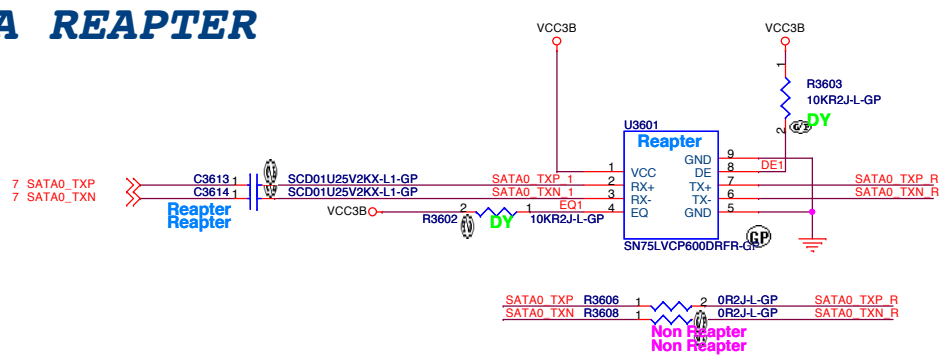 A REAPTER
VCC3B
VCC3B
1
R3603
10KR2J-L-GP
DY
2
U3601
Reapter
9
GND
8
DE
DE1
1
VCC
7 SATA0_TXP
C3613 1
SCD01U25V2KX-L1-GP
SATA0_TXP_1
2
RX+
TX+
7
SATA0_TXP_R
7 SATA0_TXN
C3614 1
SCD01U25V2KX-L1-GP
SATA0_TXN_1
3
RX-
TX-
6
SATA0_TXN_R
Reapter
Reapter
VCC3B
2
R3602
DY
1
10KR2J-L-GP
EQ1
4
EQ
GND
5
SN75LVCP600DRFR-GP
GP
SATA0_TXP R3606 1 2 0R2J-L-GP SATA0_TXP_R
SATA0_TXN R3608 1 0R2J-L-GP SATA0_TXN_R
Non Reapter
Non Reapter